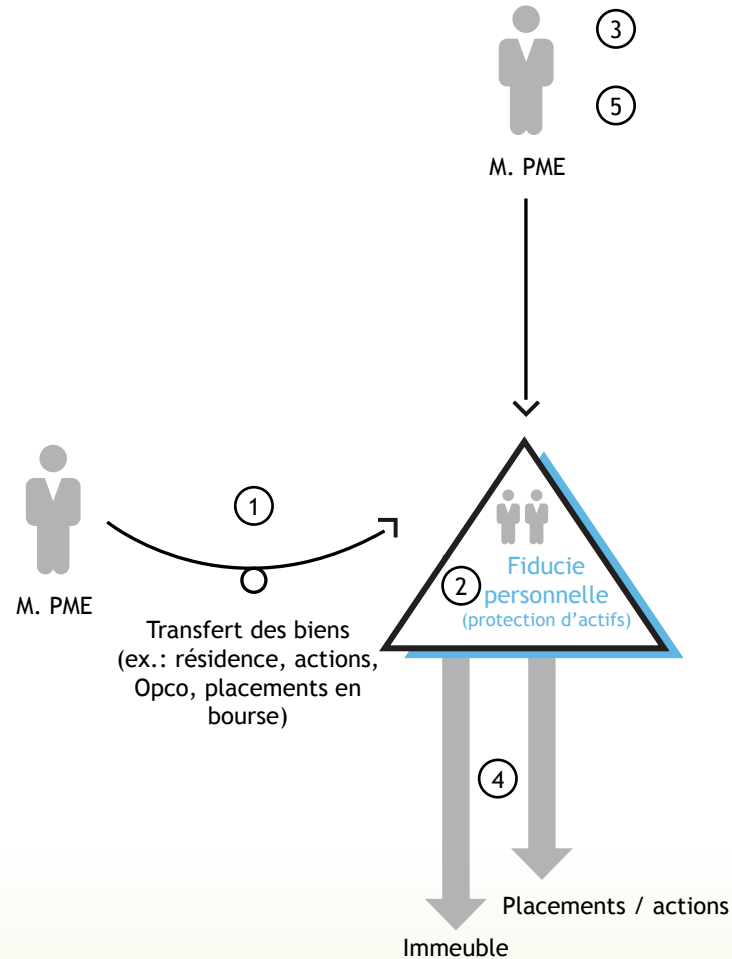 3
5
M. PME
1
M. PME
Transfert des biens
(ex.: résidence, actions,
Opco, placements en
bourse)
2
Fiducie
personnelle
(protection d'actifs)
4
Placements / actions
Immeuble